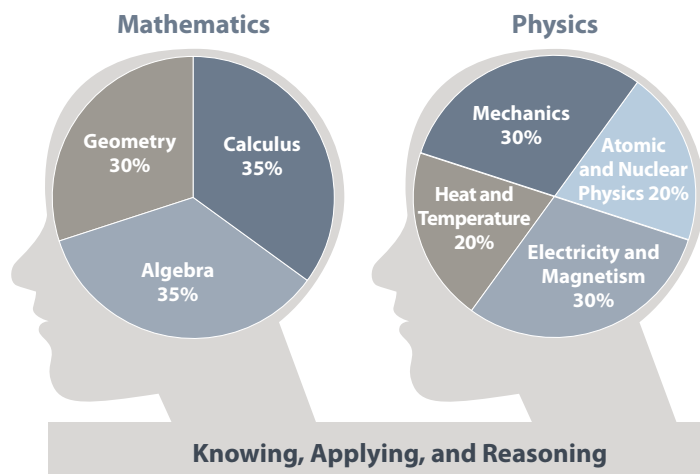 Mathematics
Geometry
30%
Calculus
35%
Algebra
35%
Physics
Mechanics
30%
Atomic
and Nuclear
Physics 20%
Heat and
Temperature
20%
Electricity and
Magnetism
30%
Knowing, Applying, and Reasoning